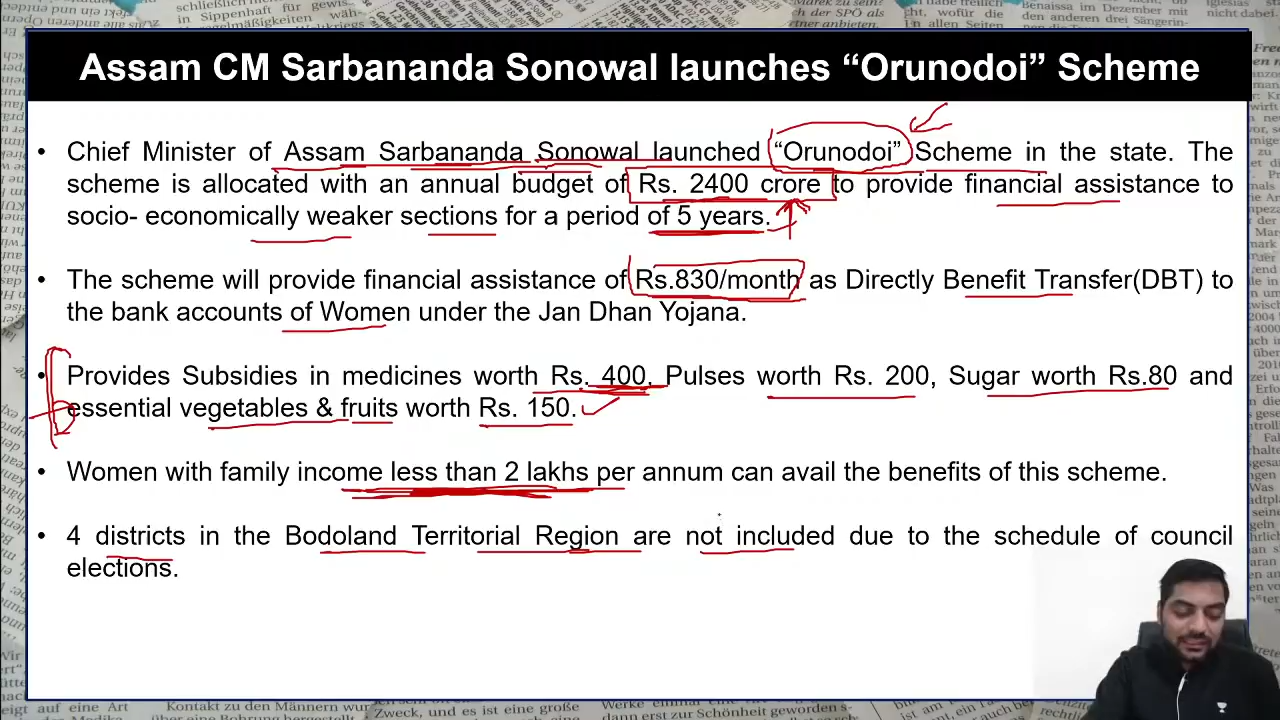 Assam CM Sarbananda Sonowal launches “Orunodoi” Scheme
• Chief Minister of Assam Sarbananda Sonowal launched “Orunodoi” Scheme in the state. The
scheme is allocated with an annual budget of Rs. 2400 crore to provide financial assistance to
socio- economically weaker sections for a period of 5 years.
• The scheme will provide financial assistance of Rs.830/month as Directly Benefit Transfer(DBT) to
the bank accounts of Women under the Jan Dhan Yojana.
• Provides Subsidies in medicines worth Rs. 400, Pulses worth Rs. 200, Sugar worth Rs.80 and
essential vegetables & fruits worth Rs. 150.
• Women with family income less than 2 lakhs per annum can avail the benefits of this scheme.
• 4 districts in the Bodoland Territorial Region are not included due to the schedule of council
elections.